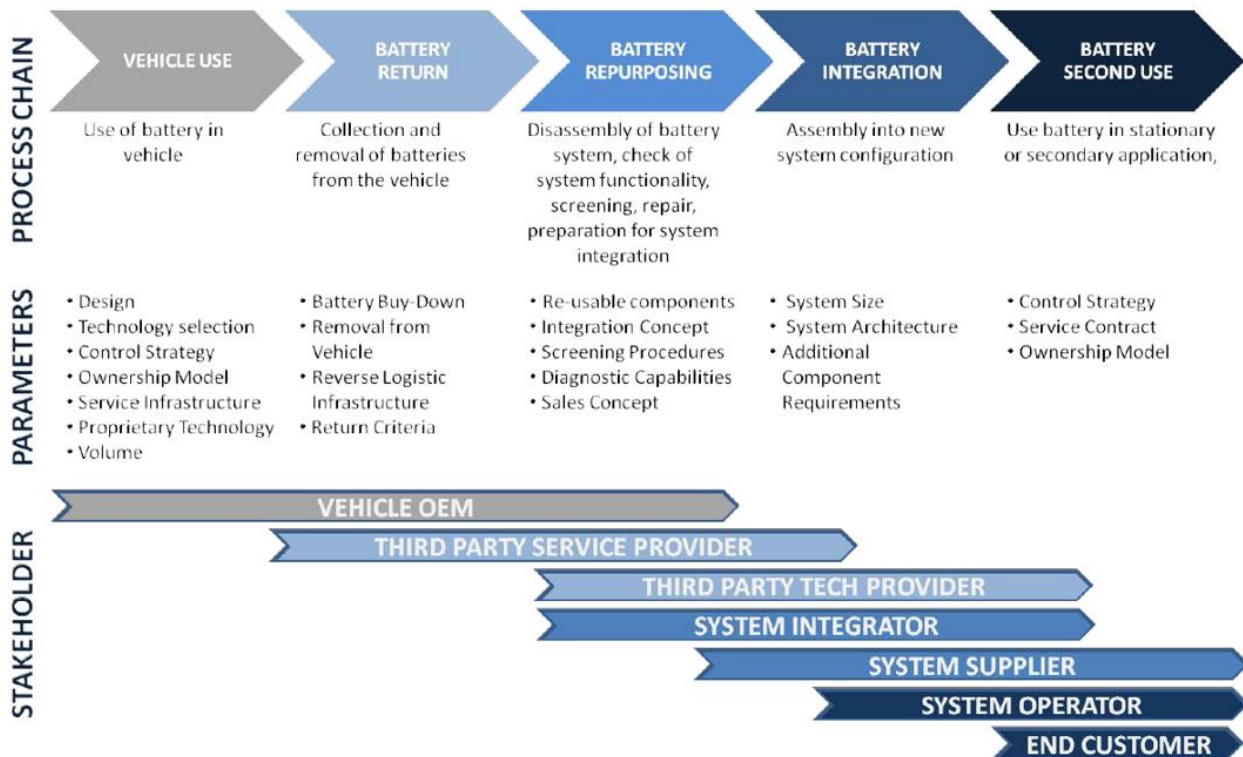 PROCESS CHAIN
VEHICLE USE
BATTERY
RETURN
BATTERY
REPURPOSING
BATTERY
INTEGRATION
BATTERY
SECOND USE
Use of battery in
vehicle
Collection and
removal of batteries
from the vehicle
Disassembly of battery
system, check of
system functionality,
screening, repair,
preparation for system
integration
Assembly into new
system configuration
Use battery in stationary
or secondary application,
PARAMETERS
• Design
• Technology selection
• Control Strategy
• Ownership Model
• Service Infrastructure
• Proprietary Technology
• Volume
• Battery Buy-Down
• Removal from
Vehicle
• Reverse Logistic
Infrastructure
• Return Criteria
• Re-usable components
• Integration Concept
• Screening Procedures
• Diagnostic Capabilities
• Sales Concept
• System Size
• System Architecture
• Additional
Component
Requirements
• Control Strategy
• Service Contract
• Ownership Model
STAKEHOLDER
VEHICLE OEM
THIRD PARTY SERVICE PROVIDER
THIRD PARTY TECH PROVIDER
SYSTEM INTEGRATOR
SYSTEM SUPPLIER
SYSTEM OPERATOR
END CUSTOMER